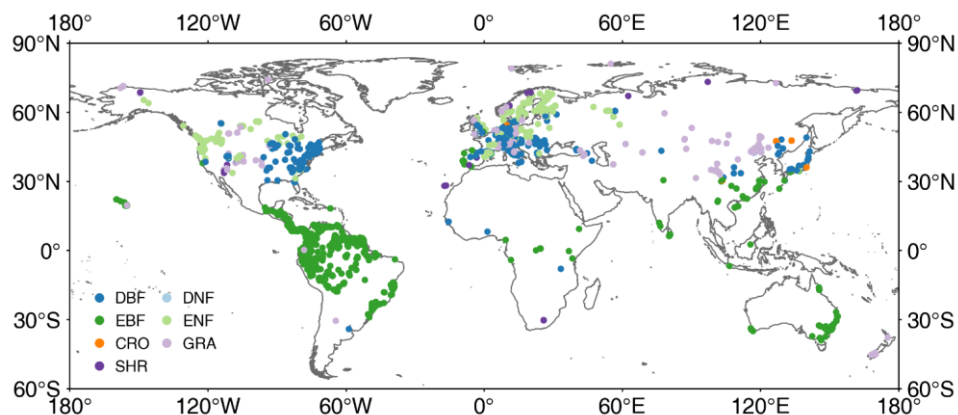 180° 120°W 60°W 0° 60°E 120°E 180°
90°N 90°N
60°N 60°N
30°N 30°N
0° 0°
30°S 30°S
60°S 60°S
DBF DNF
EBF ENF
CRO GRA
SHR
180° 120°W 60°W 0° 60°E 120°E 180°